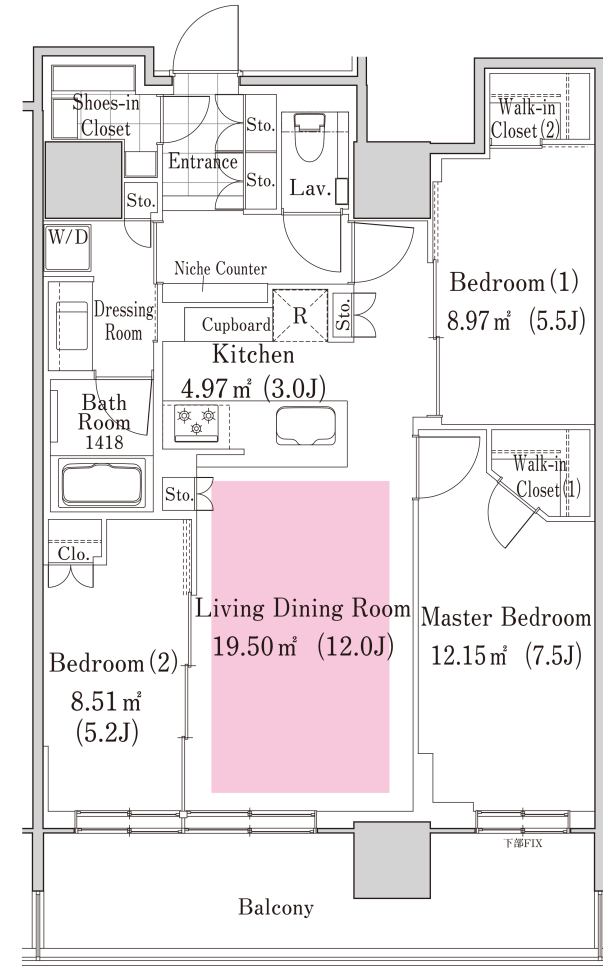 Shoes-in
Closet
Entrance
Sto.
Sto.
Sto.
Lav.
Walk-in
Closet(2)
W/D
Dressing
Room
Niche Counter
Cupboard
R
Sto.
Kitchen
4.97㎡ (3.0J)
Bedroom(1)
8.97㎡ (5.5J)
Bath
Room
1418
Sto.
Walk-in
Closet(1)
Clo.
Living Dining Room
19.50㎡ (12.0J)
Master Bedroom
12.15㎡ (7.5J)
Bedroom(2)
8.51㎡
(5.2J)
下部FIX
Balcony